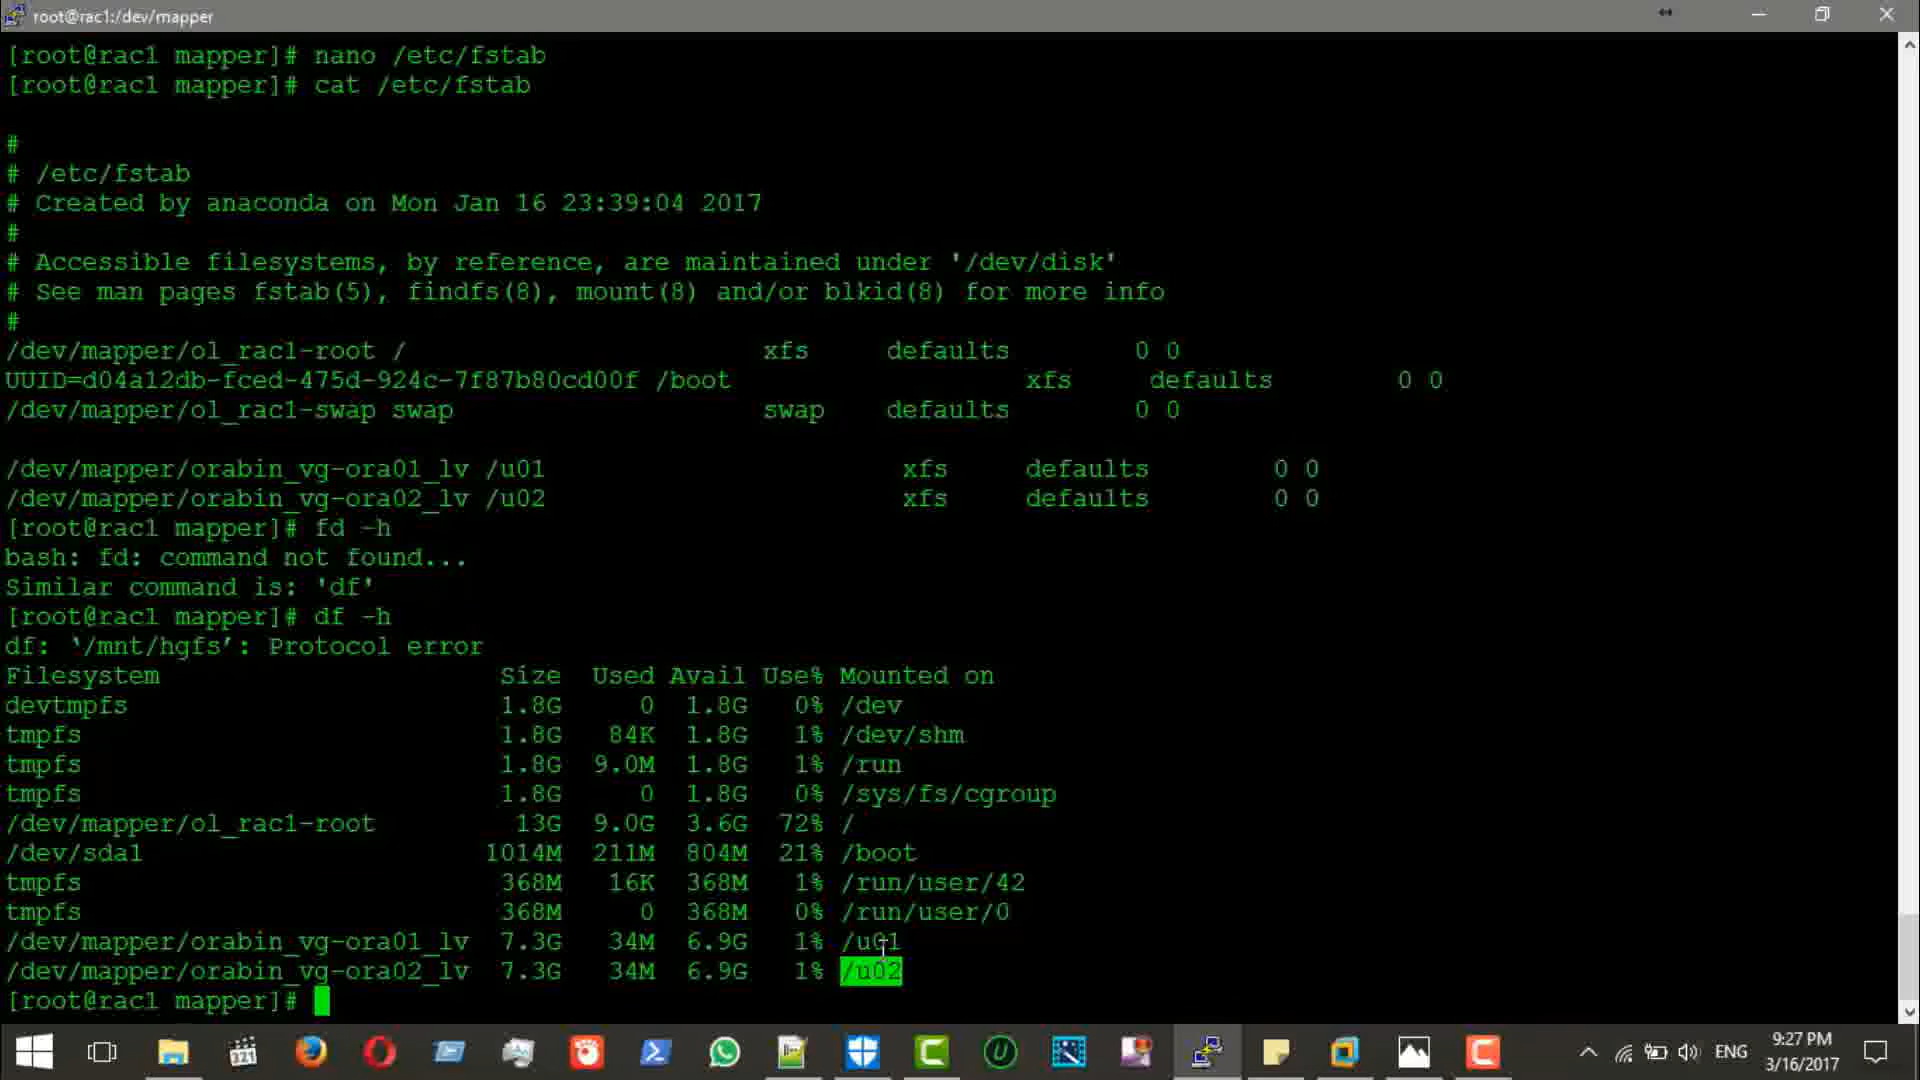 root@rac1:/dev/mapper
[root@rac1 mapper]# nano /etc/fstab
[root@rac1 mapper]# cat /etc/fstab
#
# /etc/fstab
# Created by anaconda on Mon Jan 16 23:39:04 2017
#
# Accessible filesystems, by reference, are maintained under '/dev/disk'
# See man pages fstab(5), findfs(8), mount(8) and/or blkid(8) for more info
#
/dev/mapper/ol_rac1-root / xfs defaults 0 0
UUID=d04a12db-fced-475d-924c-7f87b80cd00f /boot xfs defaults 0 0
/dev/mapper/ol_rac1-swap swap swap defaults 0 0
/dev/mapper/orabin_vg-ora01_lv /u01 xfs defaults 0 0
/dev/mapper/orabin_vg-ora02_lv /u02 xfs defaults 0 0
[root@rac1 mapper]# fd -h
bash: fd: command not found...
Similar command is: 'df'
[root@rac1 mapper]# df -h
df: ‘/mnt/hgfs’: Protocol error
Filesystem Size Used Avail Use% Mounted on
devtmpfs 1.8G 0 1.8G 0% /dev
tmpfs 1.8G 84K 1.8G 1% /dev/shm
tmpfs 1.8G 9.0M 1.8G 1% /run
tmpfs 1.8G 0 1.8G 0% /sys/fs/cgroup
/dev/mapper/ol_rac1-root 13G 9.0G 3.6G 72% /
/dev/sda1 1014M 211M 804M 21% /boot
tmpfs 368M 16K 368M 1% /run/user/42
tmpfs 368M 0 368M 0% /run/user/0
/dev/mapper/orabin_vg-ora01_lv 7.3G 34M 6.9G 1% /u01
/dev/mapper/orabin_vg-ora02_lv 7.3G 34M 6.9G 1% /u02
[root@rac1 mapper]#
321
ENG
9:27 PM
3/16/2017